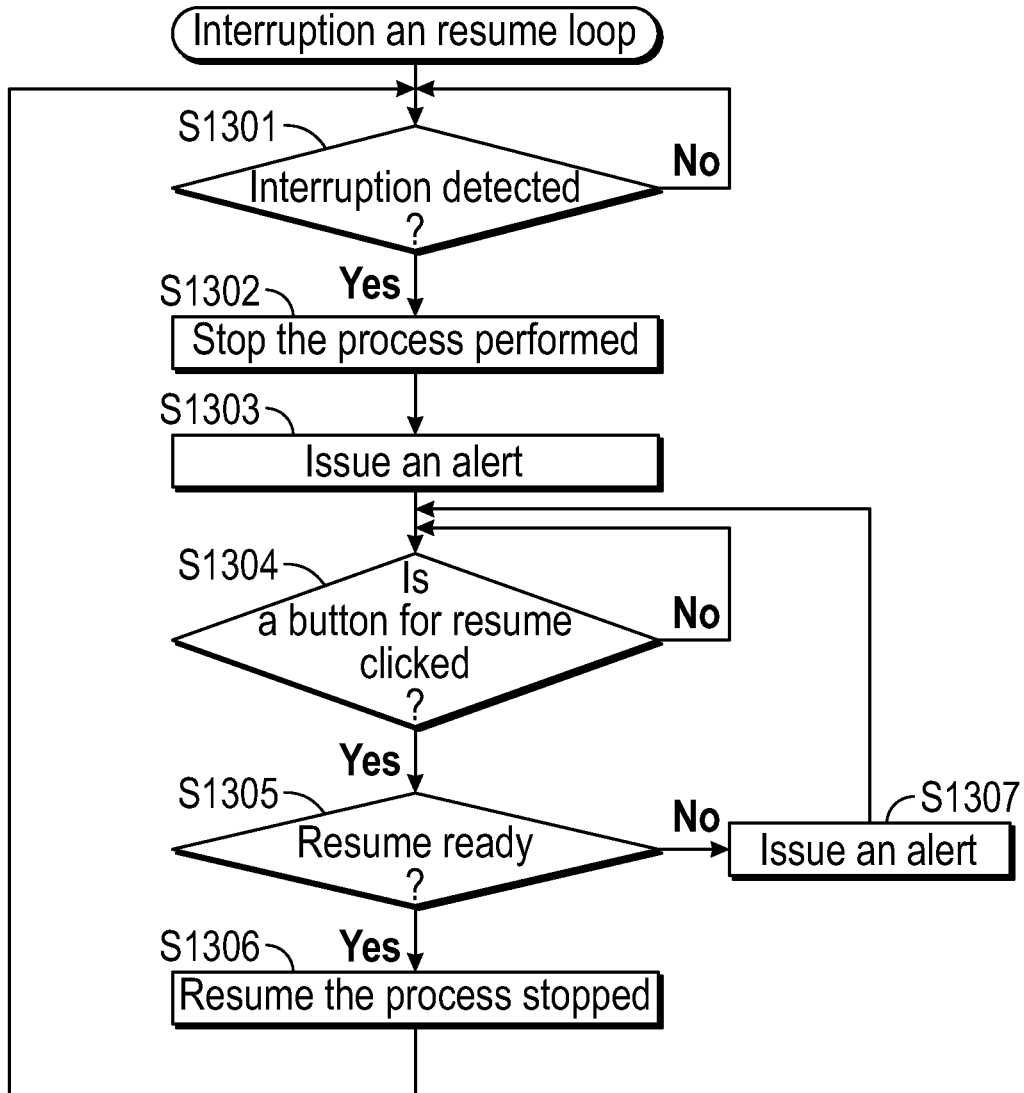 Interruption an resume loop
S1301
Interruption detected
?
No
Yes
S1302
Stop the process performed
S1303
Issue an alert
S1304
Is
a button for resume
clicked
?
No
Yes
S1305
Resume ready
?
No
S1307
Issue an alert
Yes
S1306
Resume the process stopped